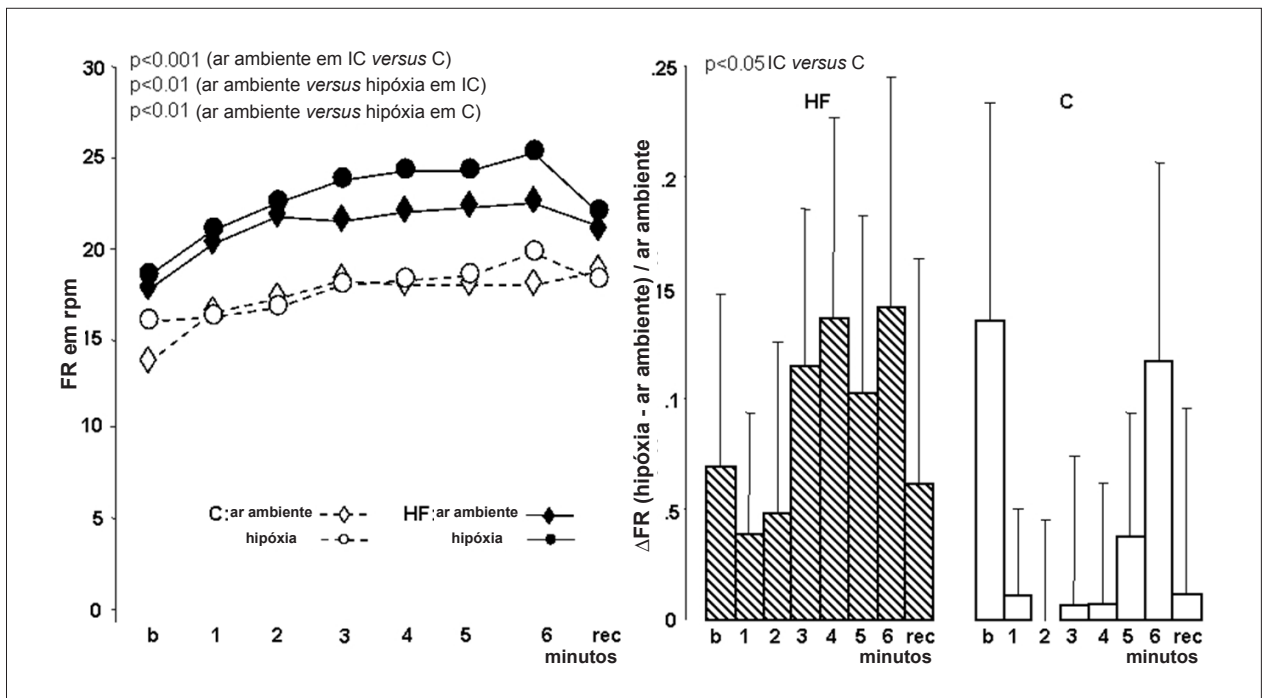 p<0.001 (ar ambiente em IC versus C)
p<0.01 (ar ambiente versus hipóxia em IC)
p<0.01 (ar ambiente versus hipóxia em C)
30
25
20
15
10
5
0
FR em rpm
C: ar ambiente
hipóxia
HF: ar ambiente
hipóxia
b 1 2 3 4 5 6 rec
minutos
p<0.05 IC versus C
HF
C
.25
.2
15
.1
.5
0
ΔFR (hipóxia - ar ambiente) / ar ambiente
b 1 2 3 4 5 6 rec
minutos
b 1 2 3 4 5 6 rec
minutos